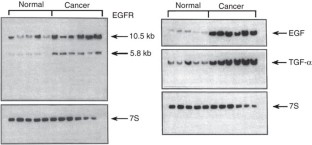 Normal Cancer EGFR
10.5 kb
5.8 kb
7S
Normal Cancer
EGF
TGF-α
7S